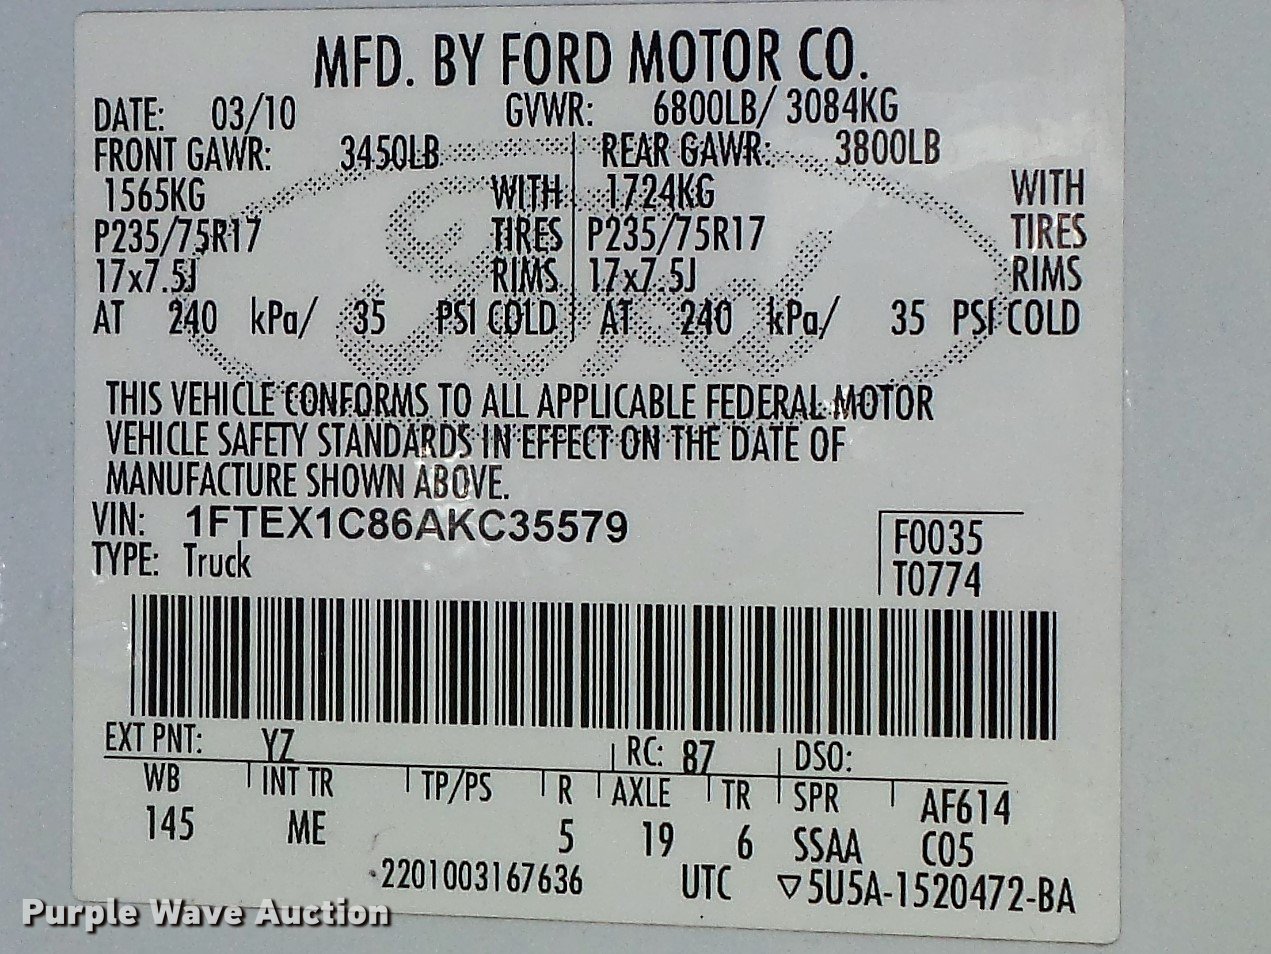 MFD. BY FORD MOTOR CO.
DATE: 03/10 GVWR: 6800LB/ 3084KG
FRONT GAWR: 3450LB REAR GAWR: 3800LB
1565KG WITH 1724KG WITH
P235/75R17 TIRES P235/75R17 TIRES
17x7.5J RIMS 17x7.5J RIMS
AT 240 kPa/ 35 PSI COLD AT 240 kPa/ 35 PSI COLD
Ford
THIS VEHICLE CONFORMS TO ALL APPLICABLE FEDERAL MOTOR
VEHICLE SAFETY STANDARDS IN EFFECT ON THE DATE OF
MANUFACTURE SHOWN ABOVE.
VIN: 1FTEX1C86AKC35579
TYPE: Truck
F0035
T0774
EXT PNT: YZ RC: 87 DSO:
WB INT TR TP/PS R AXLE TR SPR AF614
145 ME 5 19 6 SSAA C05
2201003167636 UTC ▽5U5A-1520472-BA
Purple Wave Auction